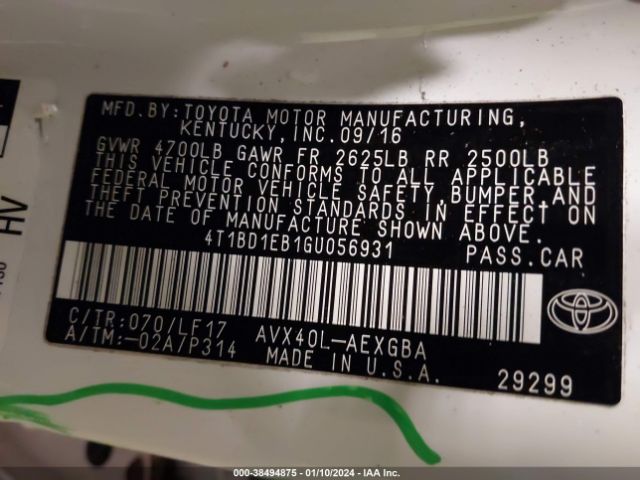 MFD.BY:TOYOTA MOTOR MANUFACTURING,
KENTUCKY, INC.09/16
GVWR 4700LB GAWR FR 2625LB RR 2500LB
THIS VEHICLE CONFORMS TO ALL APPLICABLE
FEDERAL MOTOR VEHICLE SAFETY,BUMPER,AND
THEFT PREVENTION STANDARDS IN EFFECT ON
THE DATE OF MANUFACTURE SHOWN ABOVE.
4T1BD1EB1GU056931 PASS.CAR
C/TR:070/LF17 AVX40L-AEXGBA
A/TM:-02A/P314 MADE IN U.S.A.
29299
HV
000-38494875 - 01/10/2024 - IAA Inc.